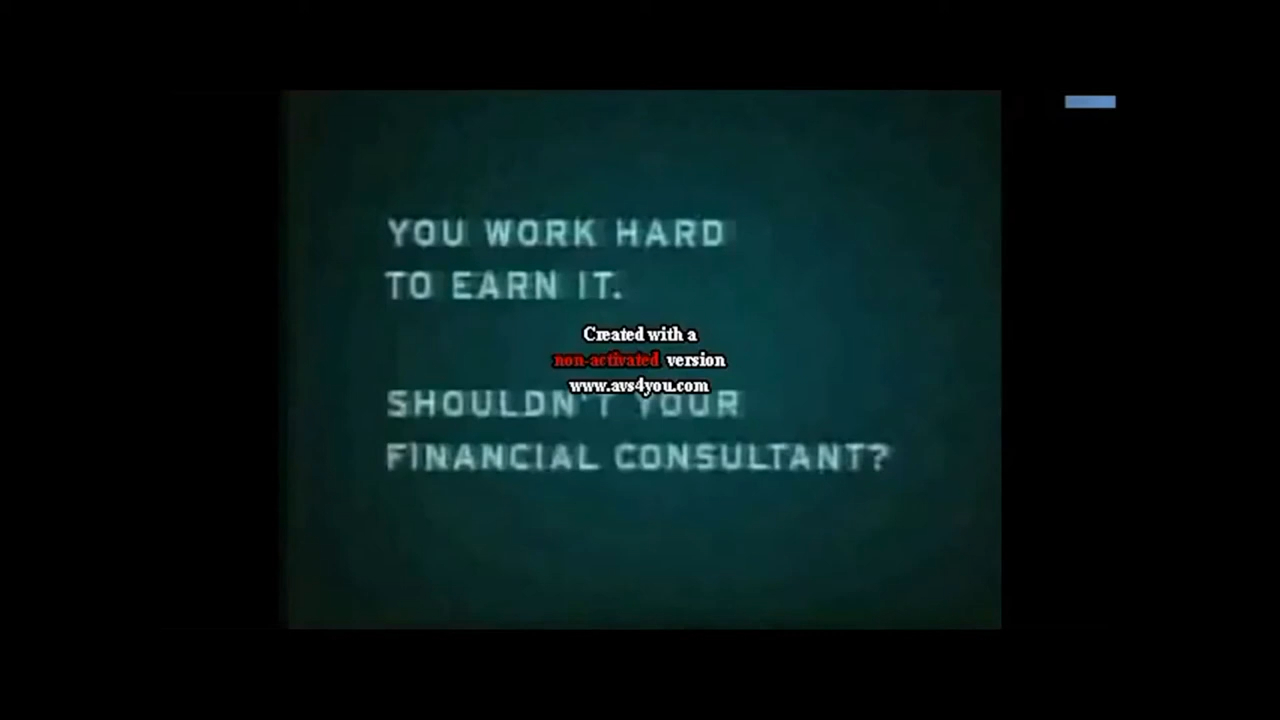 YOU WORK HARD
TO EARN IT.
Created with a
non-activated version
www.avs4you.com
SHOULDN'T YOUR
FINANCIAL CONSULTANT?